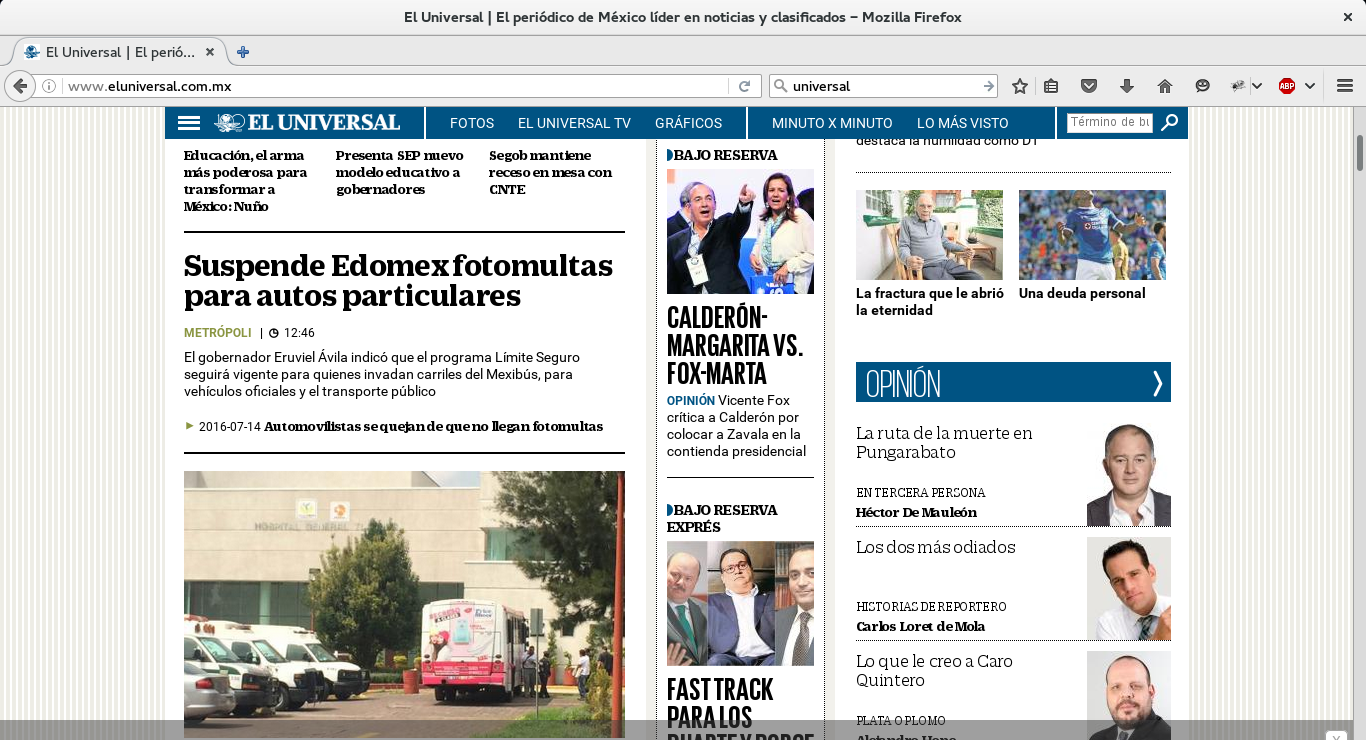 El Universal | El periódico de México líder en noticias y clasificados – Mozilla Firefox
El Universal | El perió...
www.eluniversal.com.mx
universal
ABP
EL UNIVERSAL
FOTOS
EL UNIVERSAL TV
GRÁFICOS
MINUTO X MINUTO
LO MÁS VISTO
Término de bú
Educación, el arma
más poderosa para
transformar a
México: Nuño
Presenta SEP nuevo
modelo educativo a
gobernadores
Segob mantiene
receso en mesa con
CNTE
Suspende Edomex fotomultas
para autos particulares
METRÓPOLI | 12:46
El gobernador Eruviel Ávila indicó que el programa Límite Seguro
seguirá vigente para quienes invadan carriles del Mexibús, para
vehículos oficiales y el transporte público
2016-07-14 Automovilistas se quejan de que no llegan fotomultas
HOSPITAL GENERAL
BAJO RESERVA
CALDERÓN-
MARGARITA VS.
FOX-MARTA
OPINIÓN Vicente Fox
crítica a Calderón por
colocar a Zavala en la
contienda presidencial
BAJO RESERVA
EXPRÉS
FAST TRACK
PARA LOS
DUARTE Y BORGE
destaca la humildad como DT
La fractura que le abrió
la eternidad
Una deuda personal
OPINIÓN
La ruta de la muerte en
Pungarabato
EN TERCERA PERSONA
Héctor De Mauleón
Los dos más odiados
HISTORIAS DE REPORTERO
Carlos Loret de Mola
Lo que le creo a Caro
Quintero
PLATA O PLOMO
Alejandro Hope
x